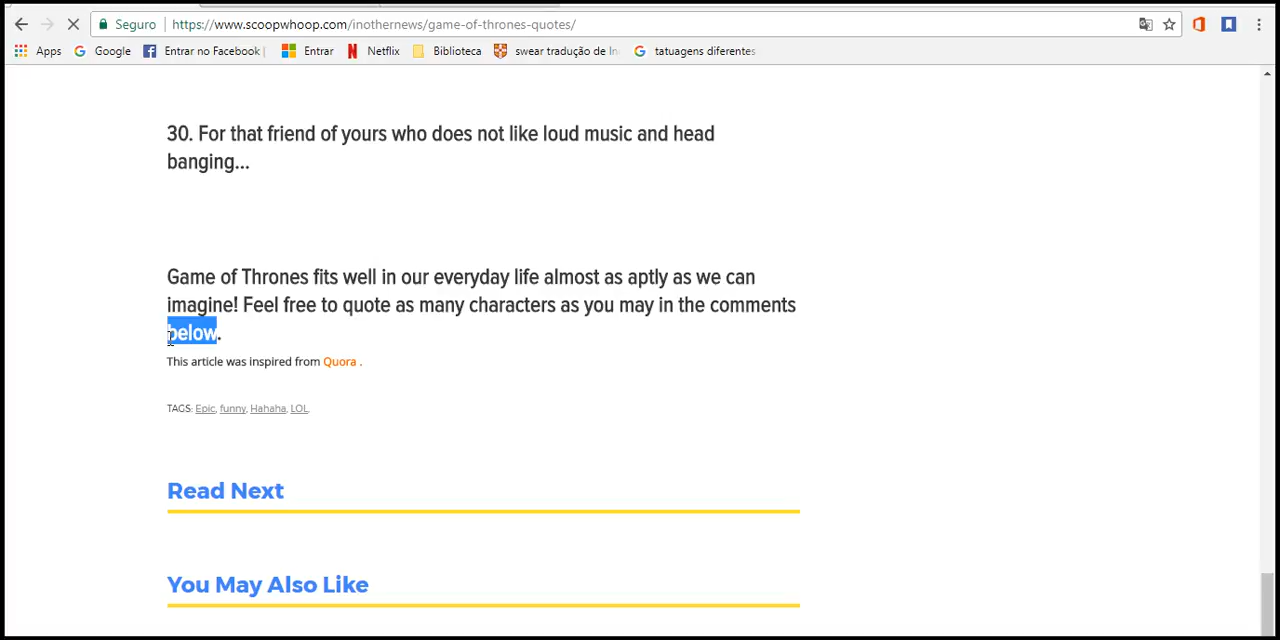 Seguro https://www.scoopwhoop.com/inothernews/game-of-thrones-quotes/
Apps Google Entrar no Facebook Entrar Netflix Biblioteca swear tradução de In tatuagens diferentes
30. For that friend of yours who does not like loud music and head
banging...
Game of Thrones fits well in our everyday life almost as aptly as we can
imagine! Feel free to quote as many characters as you may in the comments
below.
This article was inspired from Quora .
TAGS: Epic, funny, Hahaha, LOL,
Read Next
You May Also Like